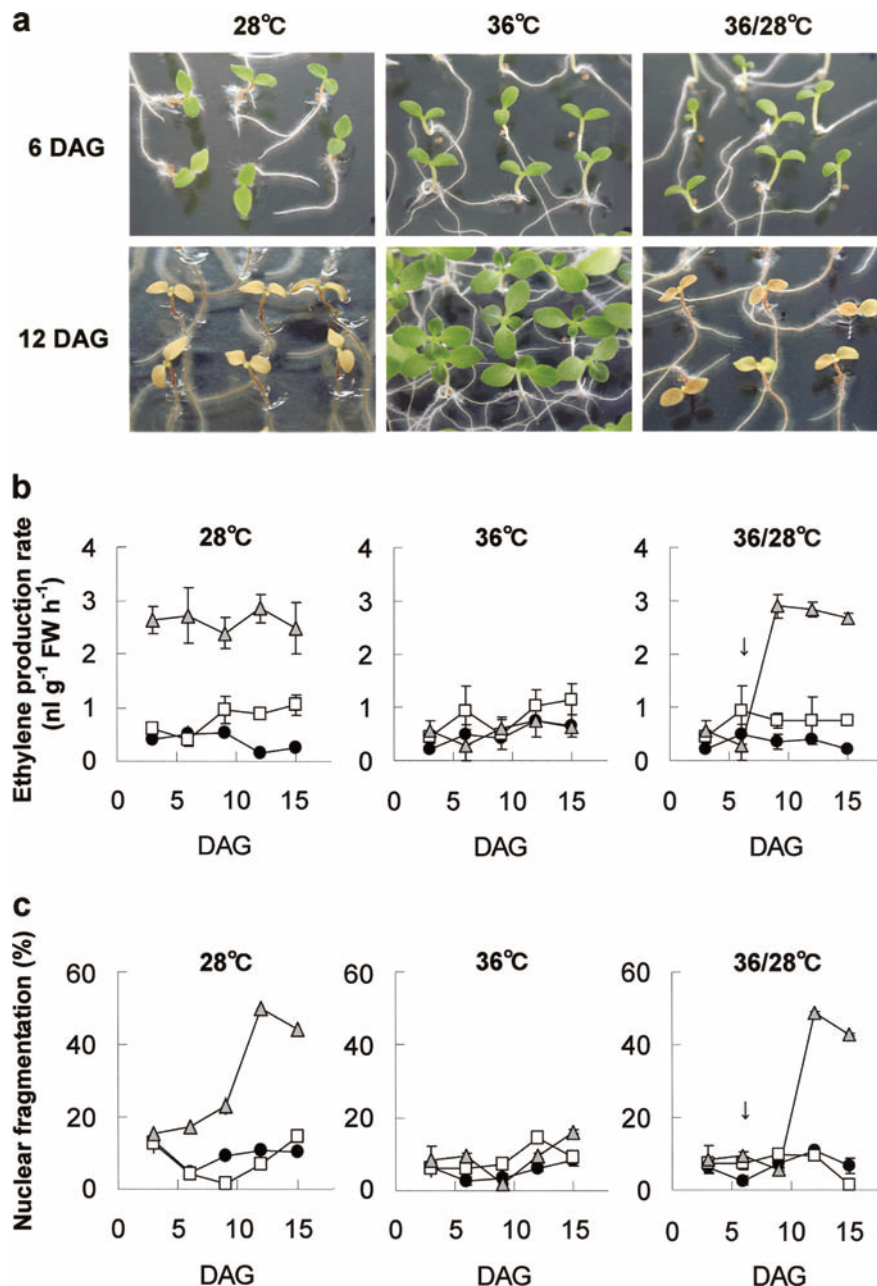 a
28°C 36°C 36/28°C
6 DAG
12 DAG
b
28°C 36°C 36/28°C
Ethylene production rate
(nl g⁻¹ FW h⁻¹)
4 4 4
3 3 3
2 2 2
1 1 1
0 0 0
0 5 10 15 0 5 10 15 0 5 10 15
DAG DAG DAG
c
28°C 36°C 36/28°C
Nuclear fragmentation (%)
60 60 60
40 40 40
20 20 20
0 0 0
0 5 10 15 0 5 10 15 0 5 10 15
DAG DAG DAG